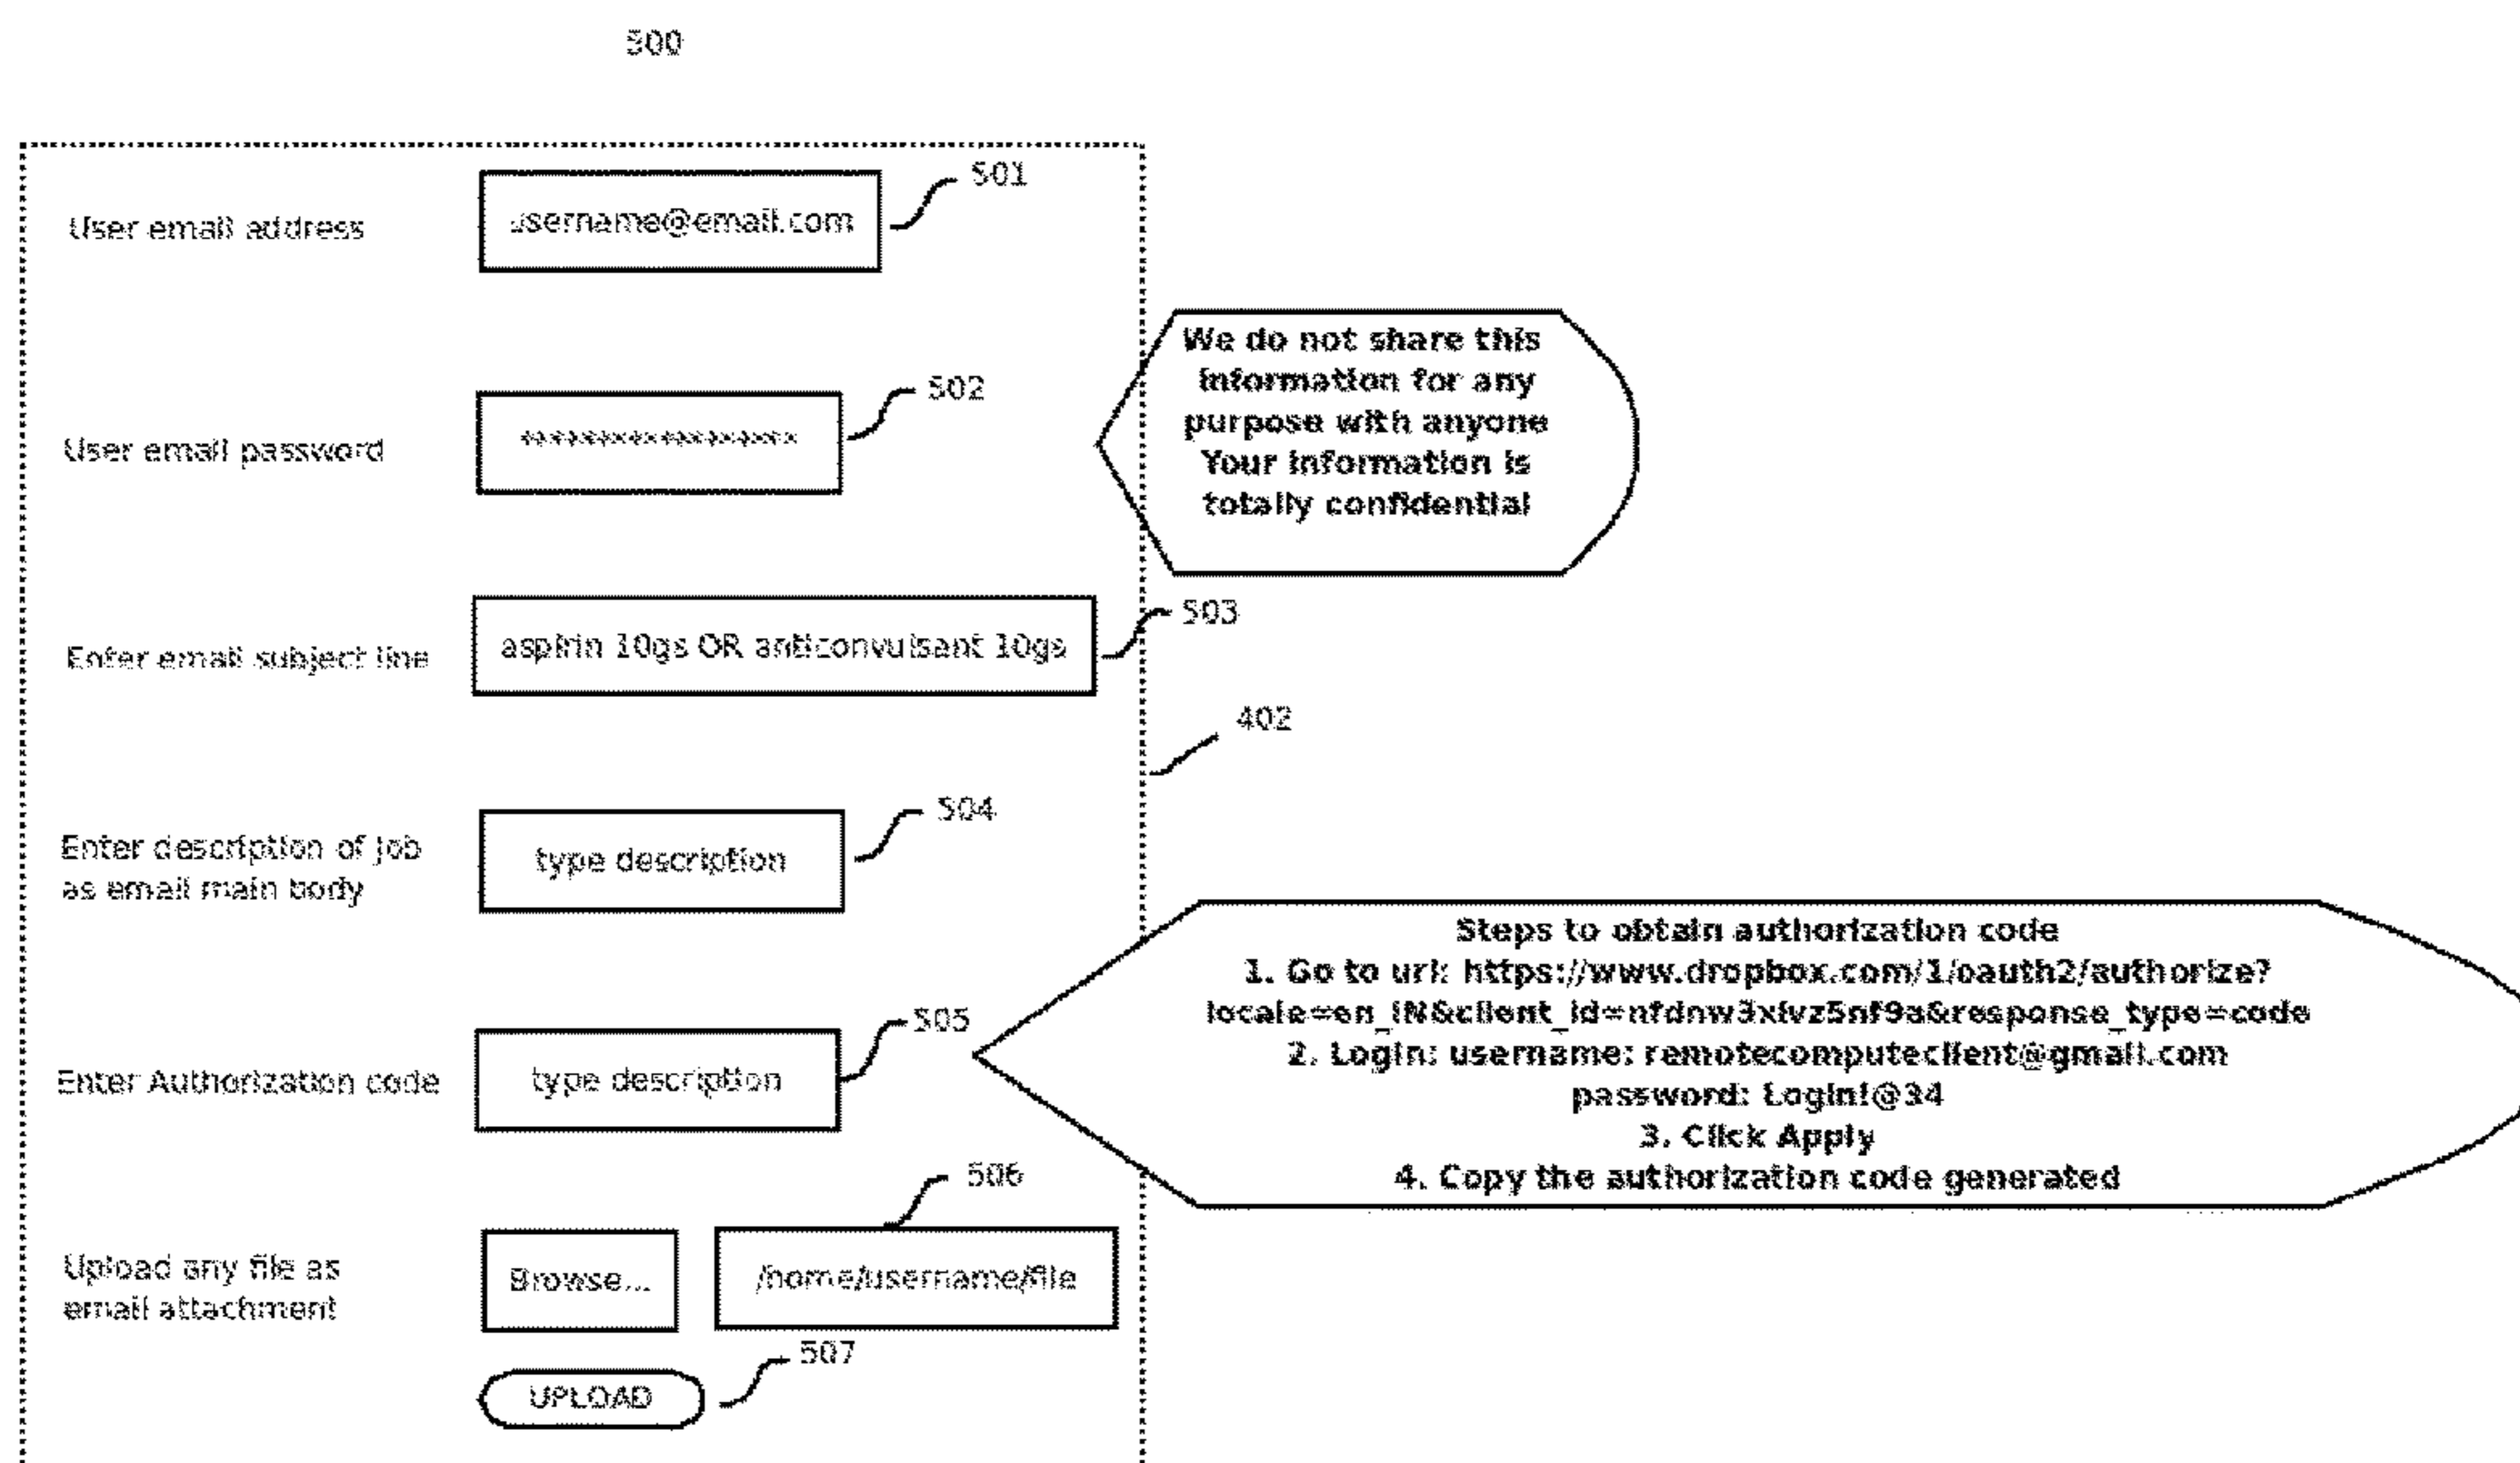 500
501
User email address
username@email.com
We do not share this
information for any
purpose with anyone
Your information is
totally confidential
502
User email password
******************
503
Enter email subject line
aspirin 10gs OR anticonvulsant 10gs
402
504
Enter description of job
as email main body
type description
Steps to obtain authorization code
1. Go to url: https://www.dropbox.com/1/oauth2/authorize?
locale=en_IN&client_id=nfdnw3xivz5nf9a&response_type=code
2. Login: username: remotecomputeclient@gmail.com
password: Login!@34
3. Click Apply
4. Copy the authorization code generated
505
Enter Authorization code
type description
506
Upload any file as
email attachment
Browse...
/home/username/file
507
UPLOAD